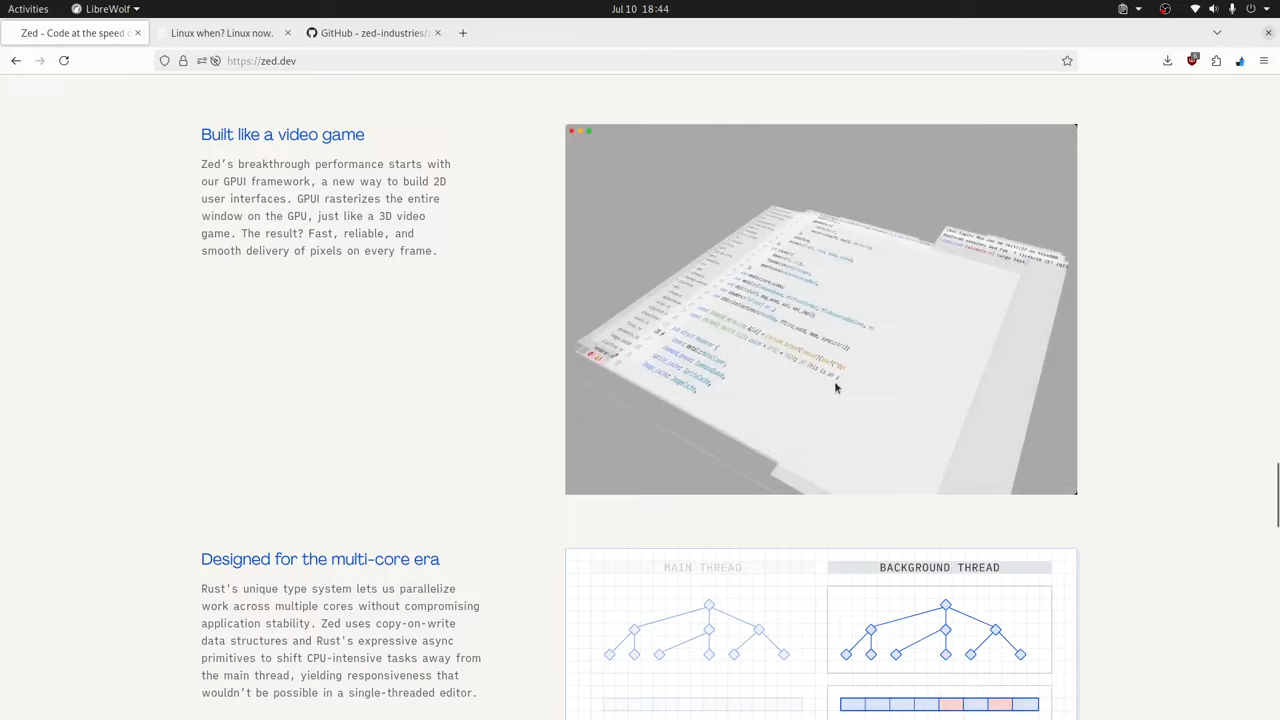 Activities
LibreWolf
Jul 10 18:44
Zed - Code at the speed o
Linux when? Linux now.
GitHub - zed-industries/z
https://zed.dev
6
Built like a video game
Zed's breakthrough performance starts with
our GPUI framework, a new way to build 2D
user interfaces. GPUI rasterizes the entire
window on the GPU, just like a 3D video
game. The result? Fast, reliable, and
smooth delivery of pixels on every frame.
Designed for the multi-core era
Rust's unique type system lets us parallelize
work across multiple cores without compromising
application stability. Zed uses copy-on-write
data structures and Rust's expressive async
primitives to shift CPU-intensive tasks away from
the main thread, yielding responsiveness that
wouldn't be possible in a single-threaded editor.
MAIN THREAD
BACKGROUND THREAD